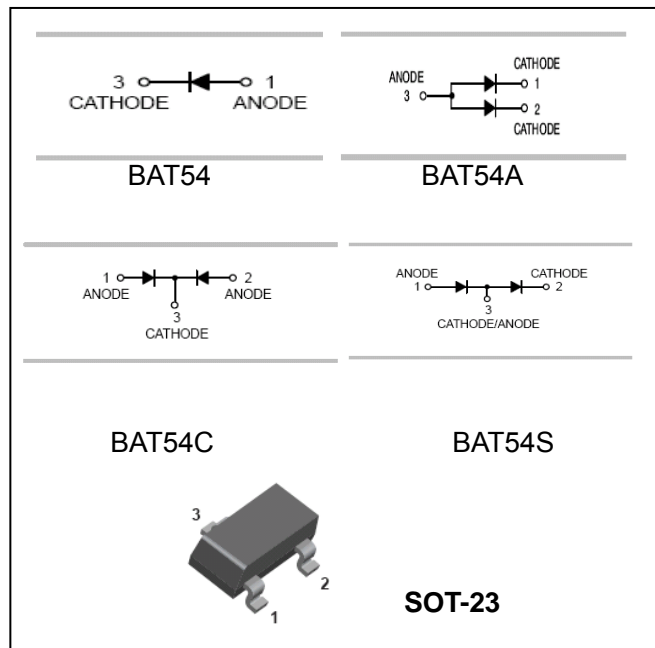 3 1
CATHODE ANODE
BAT54
CATHODE
ANODE
3 1
2
CATHODE
BAT54A
1 2
ANODE ANODE
3
CATHODE
BAT54C
ANODE CATHODE
1 2
3
CATHODE/ANODE
BAT54S
3
2
1
SOT-23